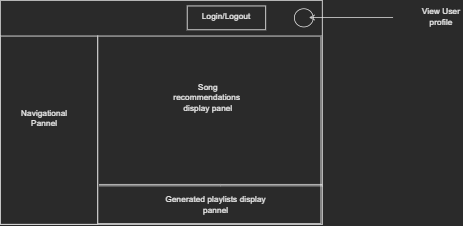 Login/Logout
View User
profile
Song
recommendations
display panel
Navigational
Pannel
Generated playlists display
pannel